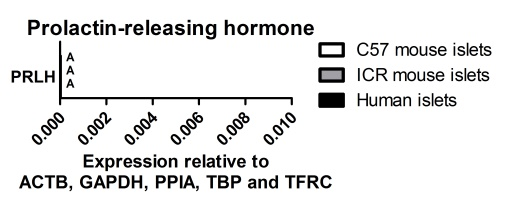 Prolactin-releasing hormone
A
A
A
PRLH
0.000 0.002 0.004 0.006 0.008 0.010
Expression relative to
ACTB, GAPDH, PPIA, TBP and TFRC
C57 mouse islets
ICR mouse islets
Human islets